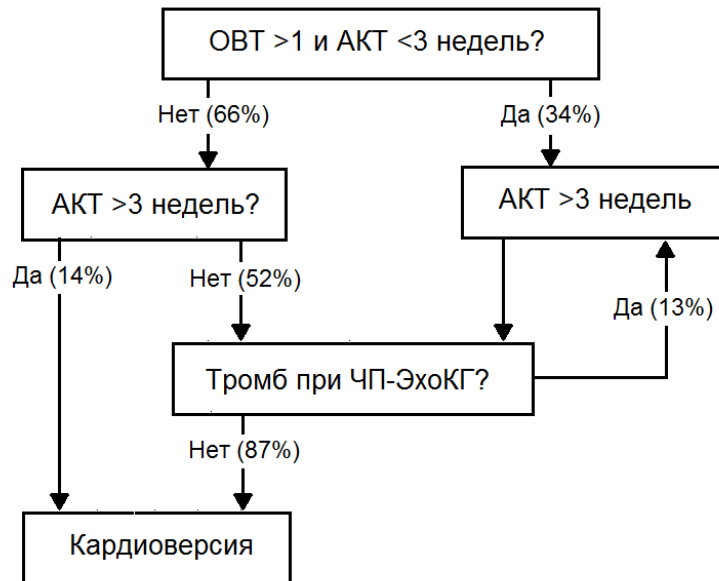 ОВТ >1 и АКТ <3 недель?
Нет (66%)
Да (34%)
АКТ >3 недель?
АКТ >3 недель
Да (14%)
Нет (52%)
Да (13%)
Тромб при ЧП-ЭхоКГ?
Нет (87%)
Кардиоверсия